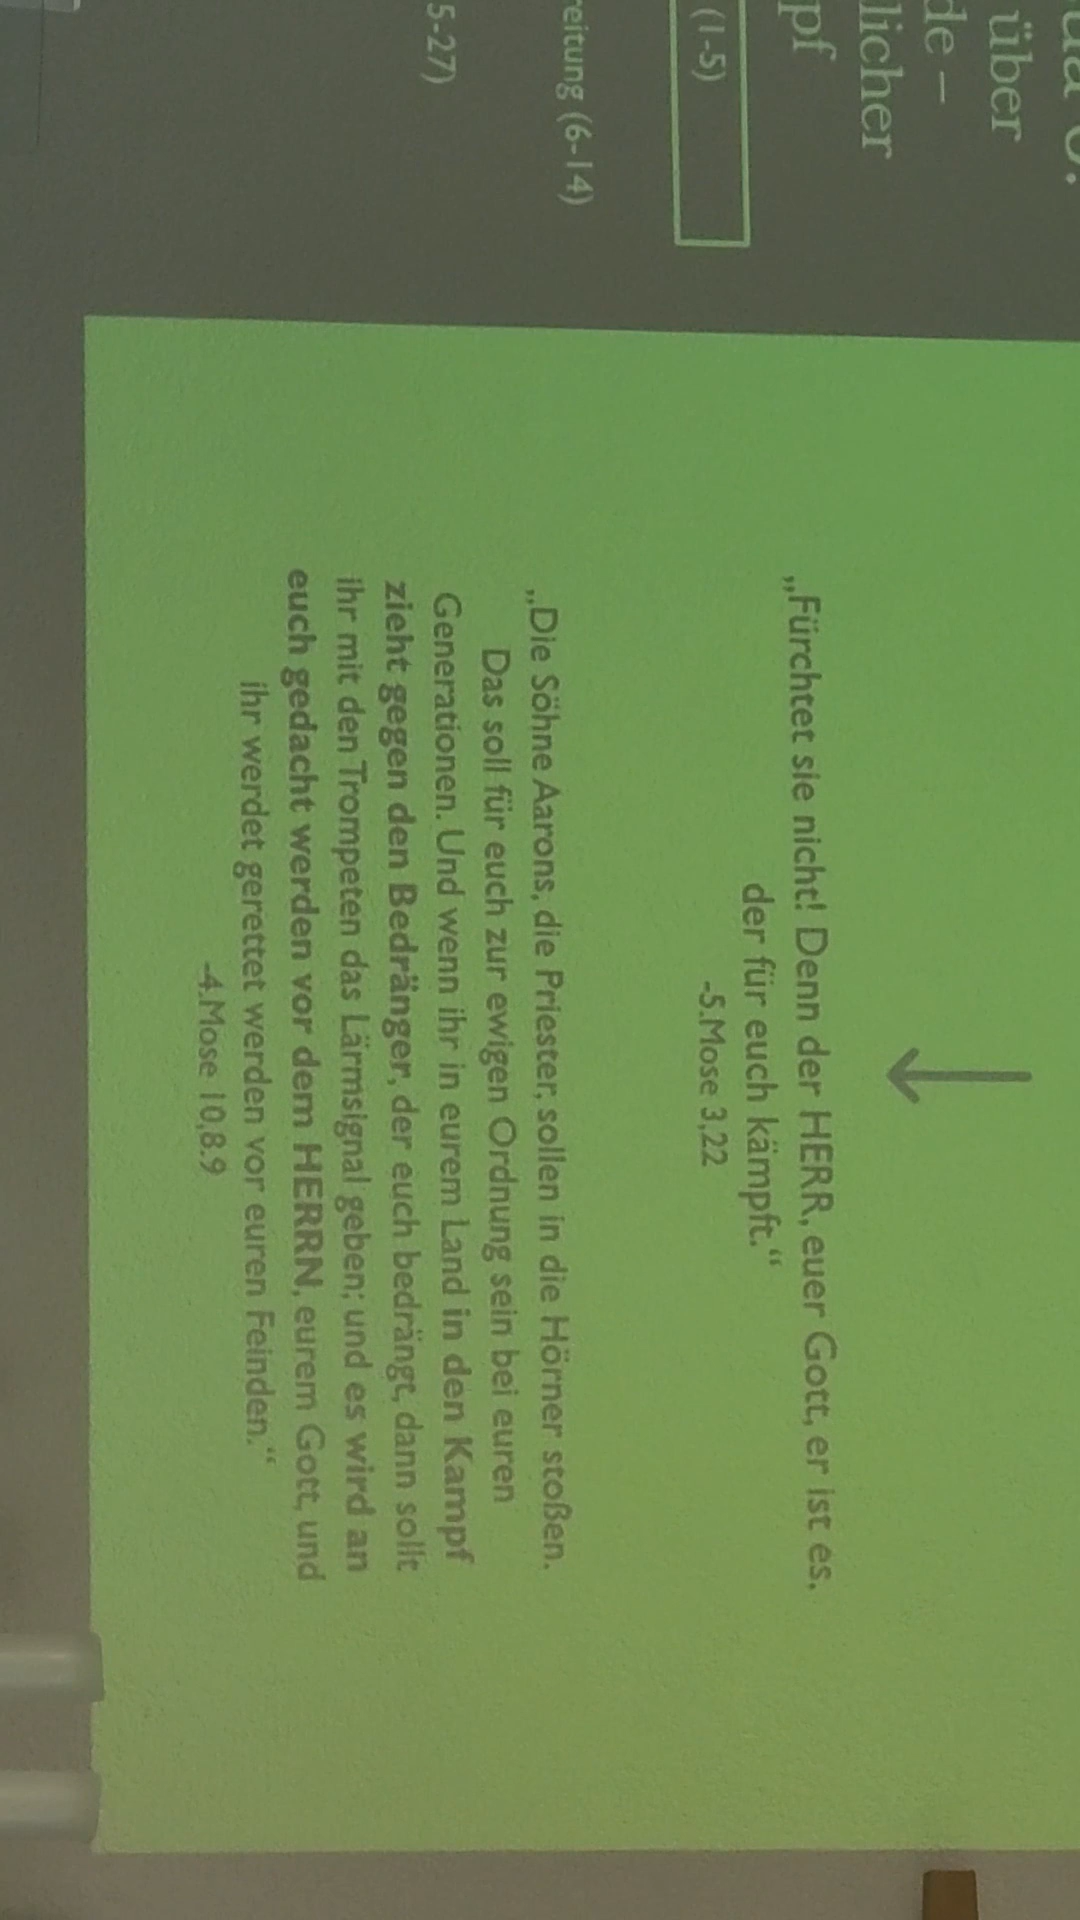 über
de –
licher
pf
(1-5)
reitung (6-14)
5-27)
„Fürchtet sie nicht! Denn der HERR, euer Gott, er ist es,
der für euch kämpft.“
-5.Mose 3,22
„Die Söhne Aarons, die Priester, sollen in die Hörner stoßen.
Das soll für euch zur ewigen Ordnung sein bei euren
Generationen. Und wenn ihr in eurem Land in den Kampf
zieht gegen den Bedränger, der euch bedrängt, dann sollt
ihr mit den Trompeten das Lärmsignal geben; und es wird an
euch gedacht werden vor dem HERRN, eurem Gott, und
ihr werdet gerettet werden vor euren Feinden.“
-4.Mose 10,8.9